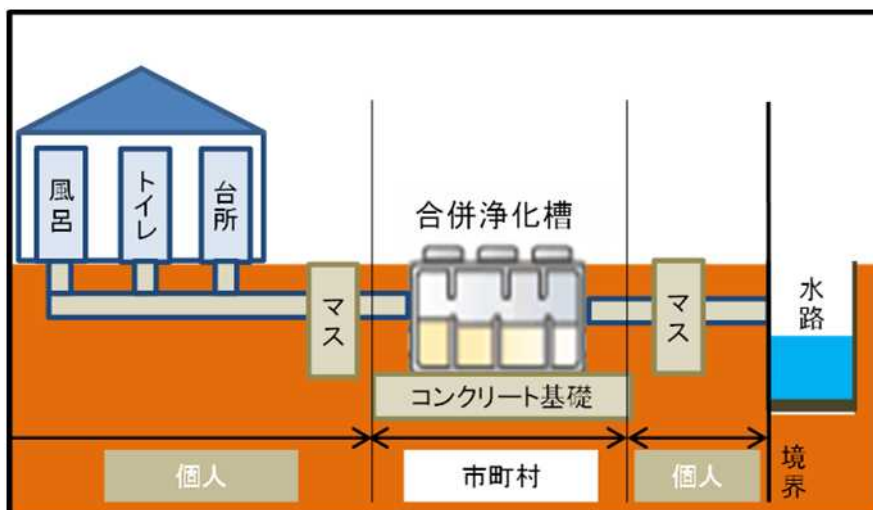 風呂
トイレ
台所
合併浄化槽
マス
マス
水路
コンクリート基礎
個人
市町村
個人
境界